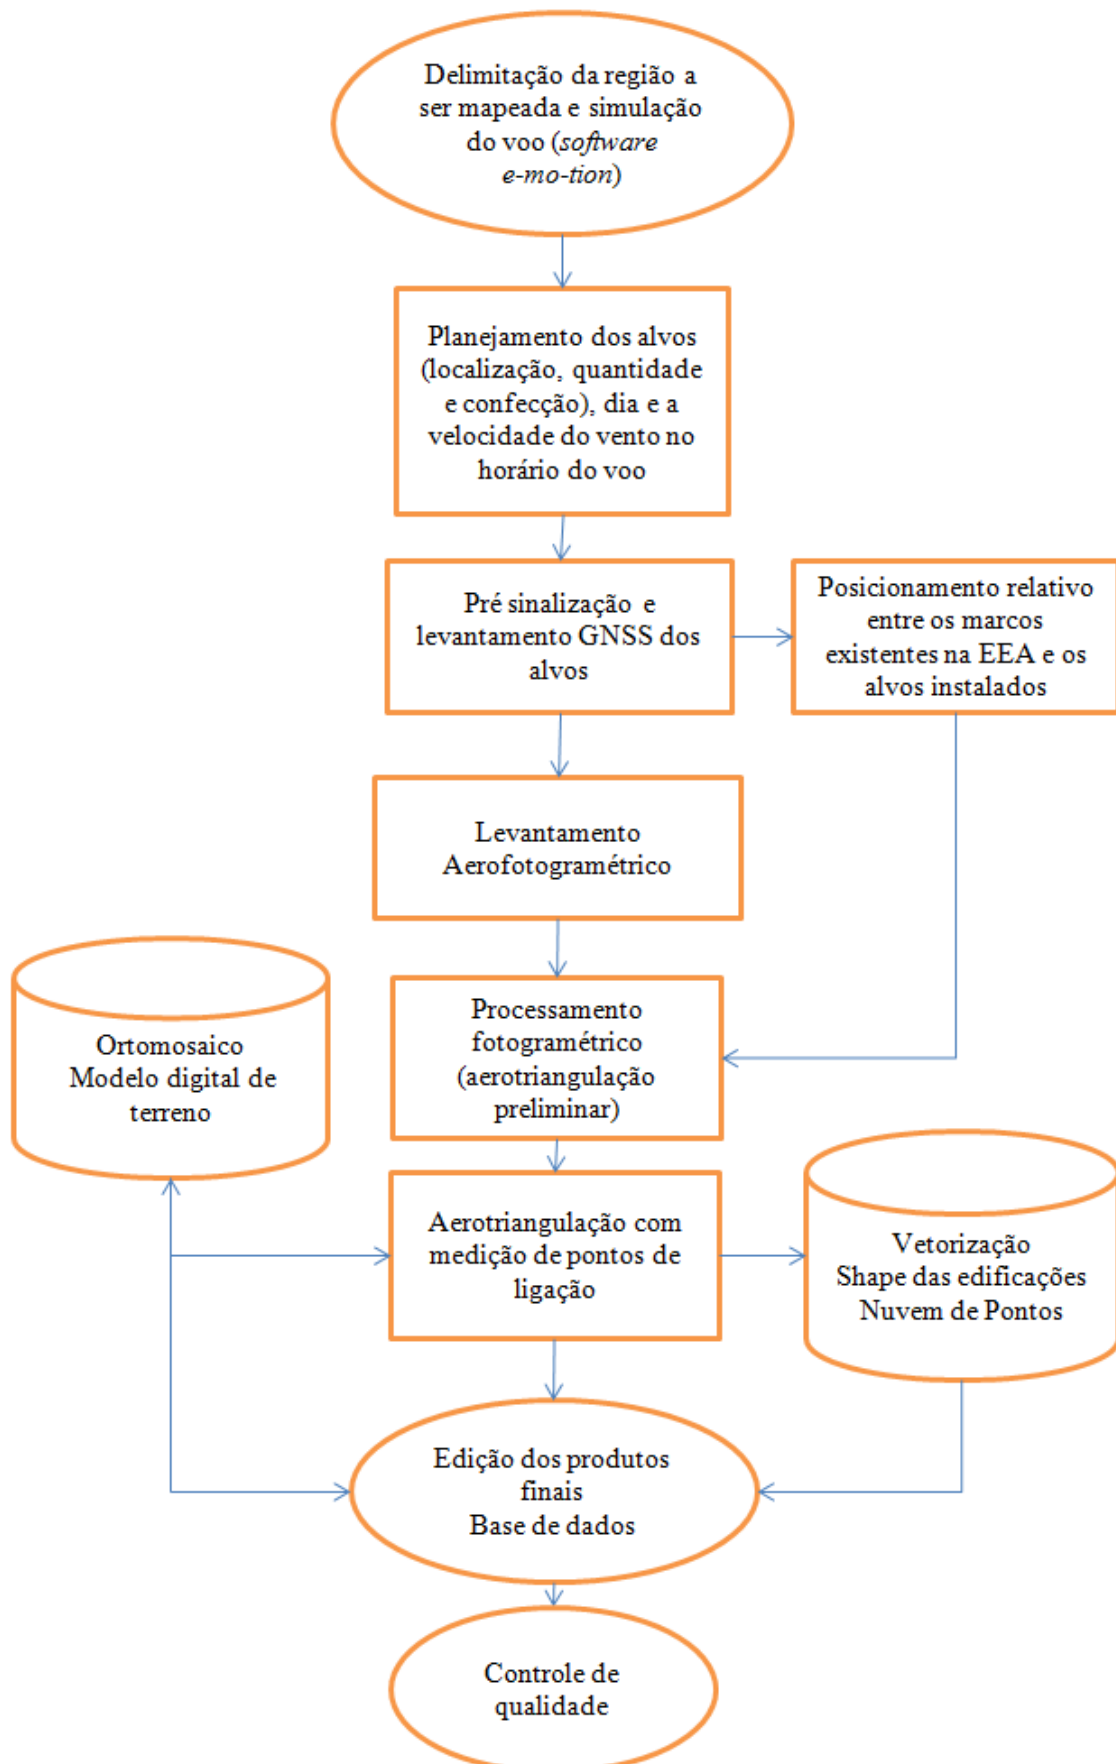 Delimitação da região a
ser mapeada e simulação
do voo (software
e-mo-tion)
Planejamento dos alvos
(localização, quantidade
e confecção), dia e a
velocidade do vento no
horário do voo
Pré sinalização e
levantamento GNSS dos
alvos
Posicionamento relativo
entre os marcos
existentes na EEA e os
alvos instalados
Levantamento
Aerofotogramétrico
Processamento
fotogramétrico
(aerotriangulação
preliminar)
Ortomosaico
Modelo digital de
terreno
Aerotriangulação com
medição de pontos de
ligação
Vetorização
Shape das edificações
Nuvem de Pontos
Edição dos produtos
finais
Base de dados
Controle de
qualidade